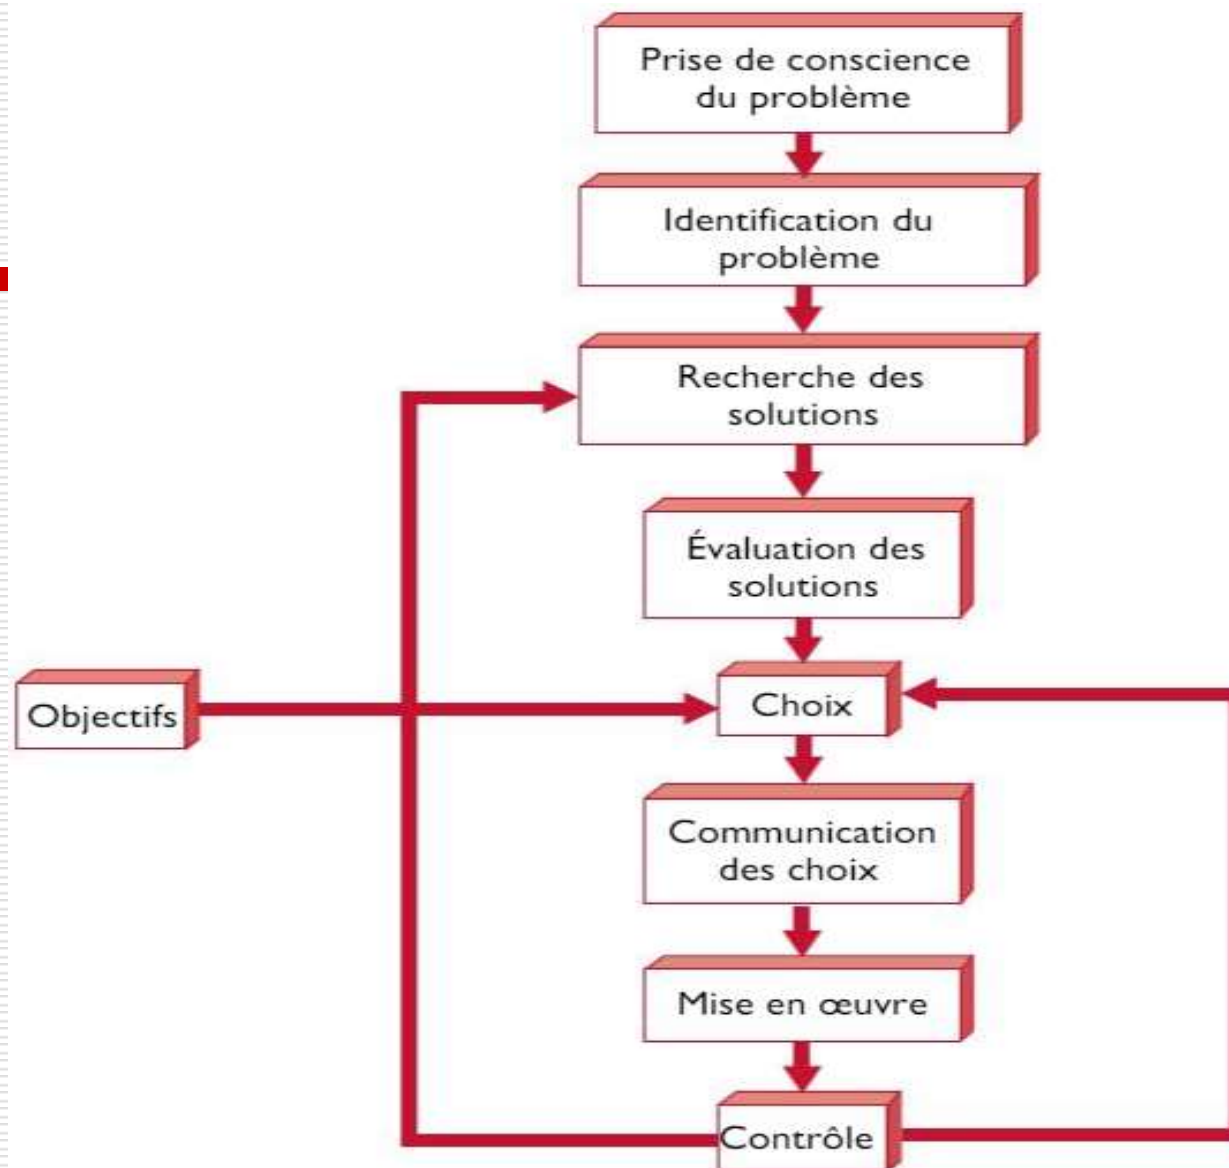 Prise de conscience
du problème
Identification du
problème
Recherche des
solutions
Évaluation des
solutions
Objectifs
Choix
Communication
des choix
Mise en œuvre
Contrôle